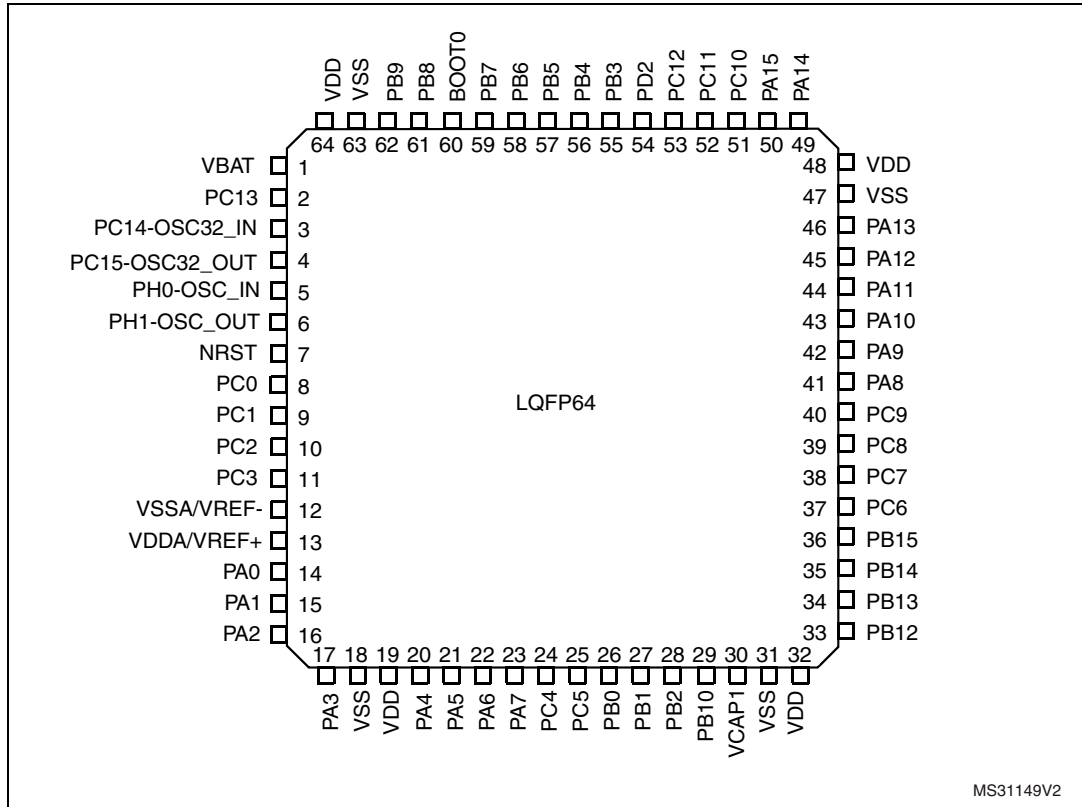 VDD
VSS
PB9
PB8
BOOT0
PB7
PB6
PB5
PB4
PB3
PD2
PC12
PC11
PC10
PA15
PA14
64 63 62 61 60 59 58 57 56 55 54 53 52 51 50 49
VBAT 1
PC13 2
PC14-OSC32_IN 3
PC15-OSC32_OUT 4
PH0-OSC_IN 5
PH1-OSC_OUT 6
NRST 7
PC0 8
PC1 9
PC2 10
PC3 11
VSSA/VREF- 12
VDDA/VREF+ 13
PA0 14
PA1 15
PA2 16
LQFP64
48 VDD
47 VSS
46 PA13
45 PA12
44 PA11
43 PA10
42 PA9
41 PA8
40 PC9
39 PC8
38 PC7
37 PC6
36 PB15
35 PB14
34 PB13
33 PB12
17 18 19 20 21 22 23 24 25 26 27 28 29 30 31 32
PA3
VSS
VDD
PA4
PA5
PA6
PA7
PC4
PC5
PB0
PB1
PB2
PB10
VCAP1
VSS
VDD
MS31149V2